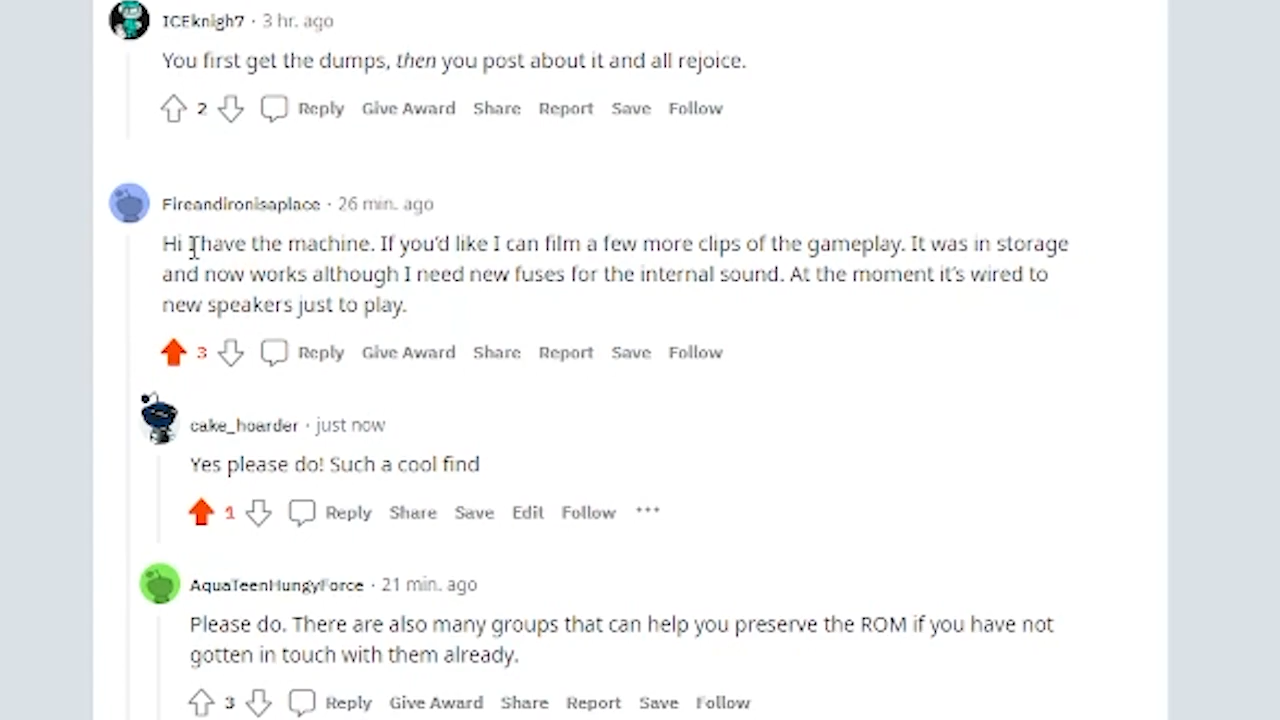 ICEknigh7 · 3 hr. ago
You first get the dumps, then you post about it and all rejoice.
2 Reply Give Award Share Report Save Follow
Fireandironisaplace · 26 min. ago
Hi I have the machine. If you'd like I can film a few more clips of the gameplay. It was in storage
and now works although I need new fuses for the internal sound. At the moment it's wired to
new speakers just to play.
3 Reply Give Award Share Report Save Follow
cake_hoarder · just now
Yes please do! Such a cool find
1 Reply Share Save Edit Follow ···
AquaTeenHungyForce · 21 min. ago
Please do. There are also many groups that can help you preserve the ROM if you have not
gotten in touch with them already.
3 Reply Give Award Share Report Save Follow